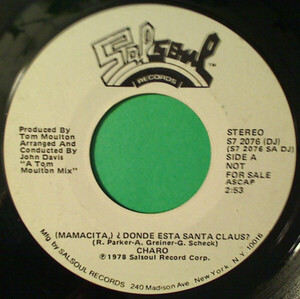 Salsoul
RECORDS
TM
Produced By
Tom Moulton
Arranged And
Conducted By
John Davis
"A Tom
Moulton Mix"
STEREO
S7 2076 (DJ)
(S7 2076 SA DJ)
SIDE A
NOT
FOR SALE
ASCAP
2:53
(MAMACITA,) ¿ DONDE ESTA SANTA CLAUS?
(R. Parker-A, Greiner-G. Scheck)
CHARO
℗ 1978 Salsoul Record Corp.
Mfg by SALSOUL RECORDS 240 Madison Ave New York, N.Y. 10016